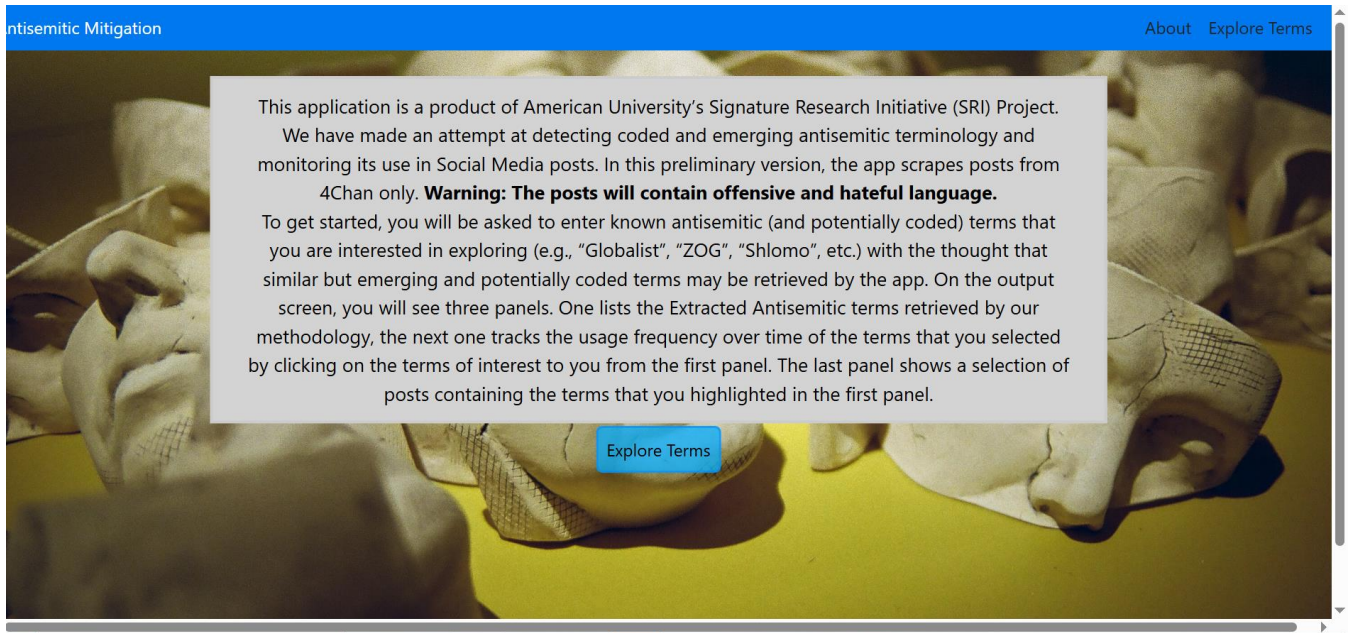 ntisemitic Mitigation
About
Explore Terms
This application is a product of American University’s Signature Research Initiative (SRI) Project.
We have made an attempt at detecting coded and emerging antisemitic terminology and
monitoring its use in Social Media posts. In this preliminary version, the app scrapes posts from
4Chan only. Warning: The posts will contain offensive and hateful language.
To get started, you will be asked to enter known antisemitic (and potentially coded) terms that
you are interested in exploring (e.g., “Globalist”, “ZOG”, “Shlomo”, etc.) with the thought that
similar but emerging and potentially coded terms may be retrieved by the app. On the output
screen, you will see three panels. One lists the Extracted Antisemitic terms retrieved by our
methodology, the next one tracks the usage frequency over time of the terms that you selected
by clicking on the terms of interest to you from the first panel. The last panel shows a selection of
posts containing the terms that you highlighted in the first panel.
Explore Terms